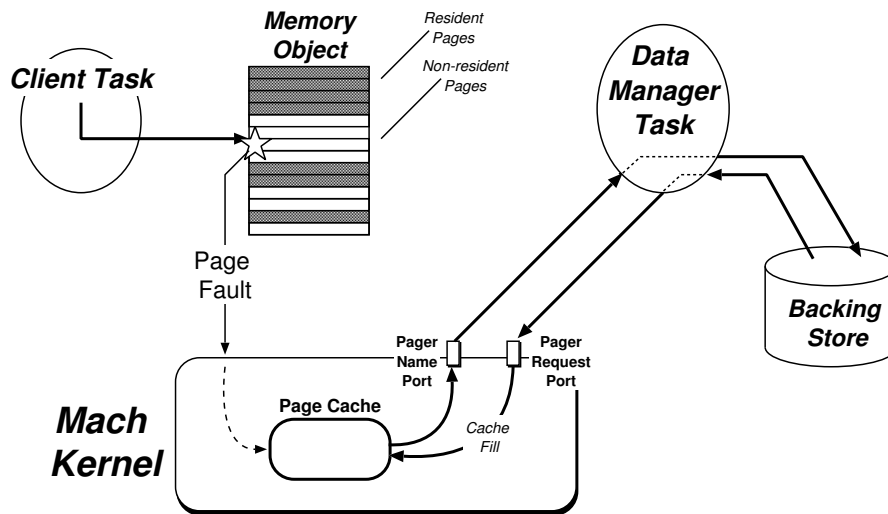 Client Task
Memory
Object
Resident
Pages
Non-resident
Pages
Data
Manager
Task
Page
Fault
Backing
Store
Pager
Name
Port
Pager
Request
Port
Mach
Kernel
Page Cache
Cache
Fill